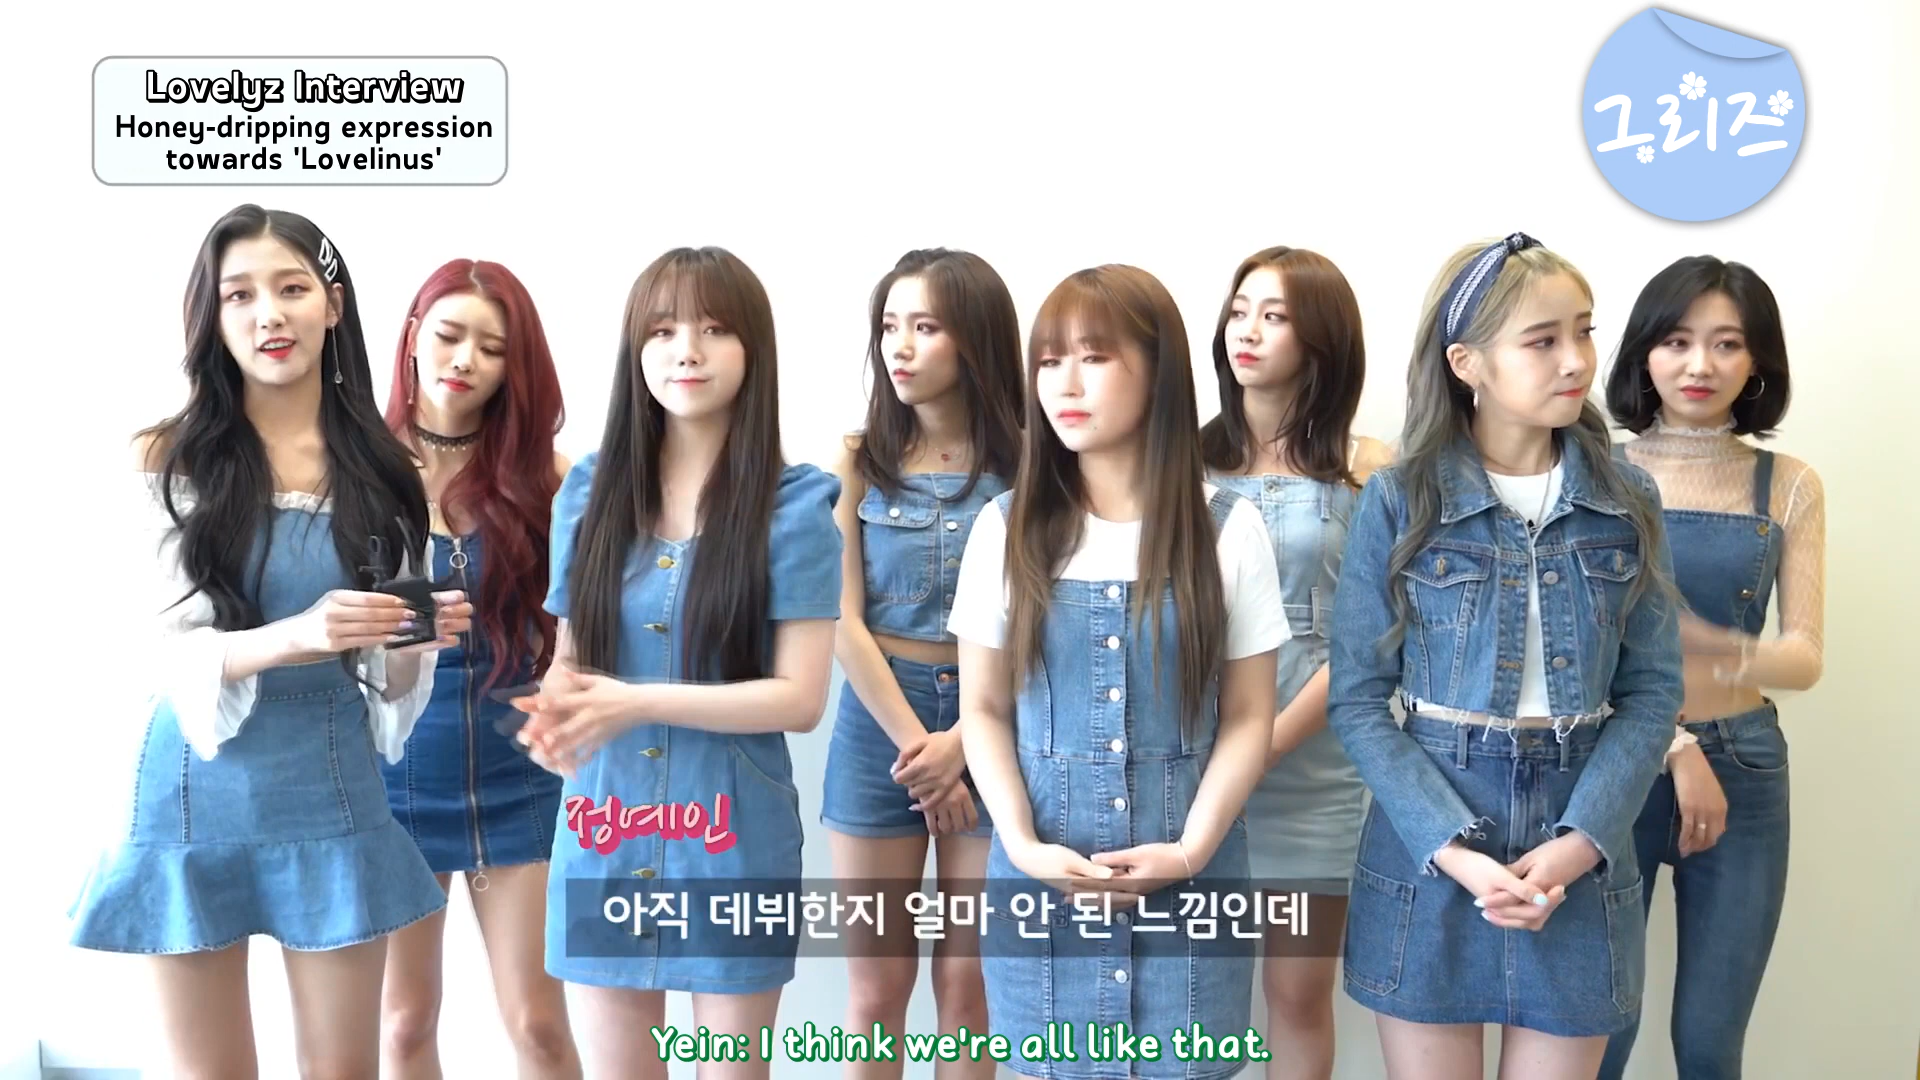 Lovelyz Interview
Honey-dripping expression
towards 'Lovelinus'
그리즈
정예인
아직 데뷔한지 얼마 안 된 느낌인데
Yein: I think we're all like that.